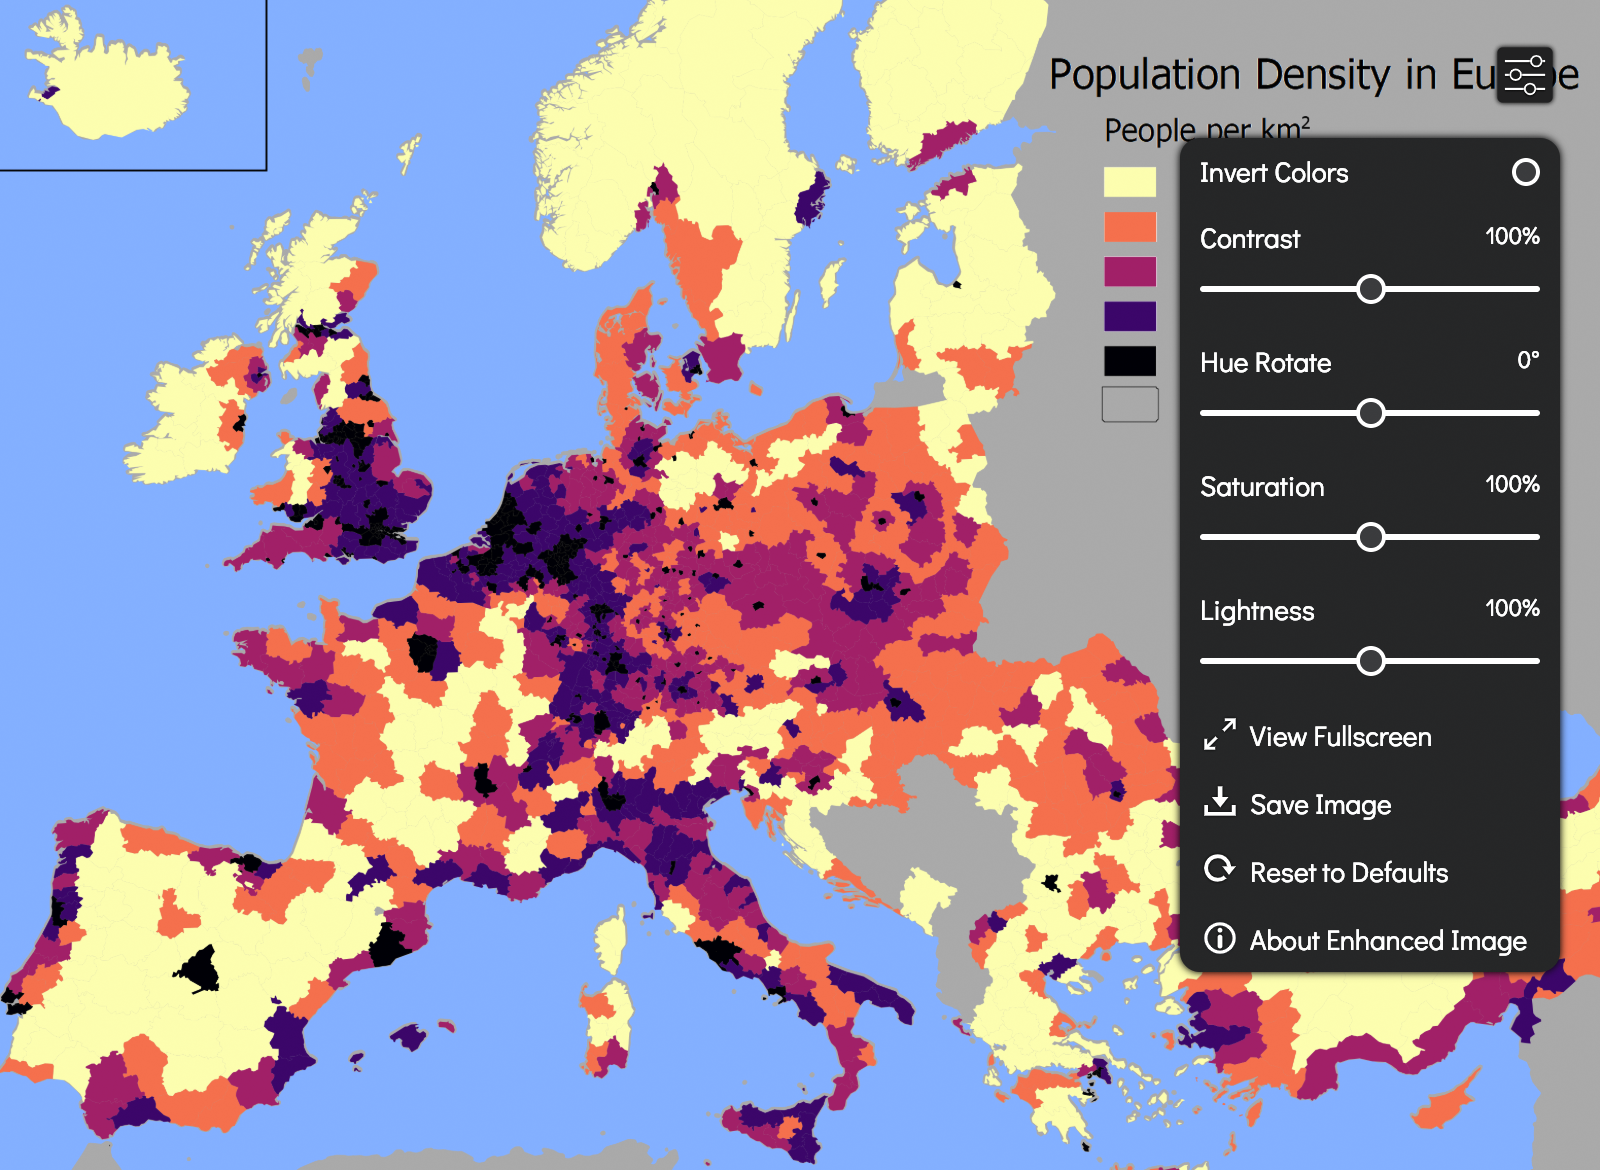 Population Density in Eu
People per km²
Invert Colors
Contrast 100%
Hue Rotate 0°
Saturation 100%
Lightness 100%
View Fullscreen
Save Image
Reset to Defaults
About Enhanced Image